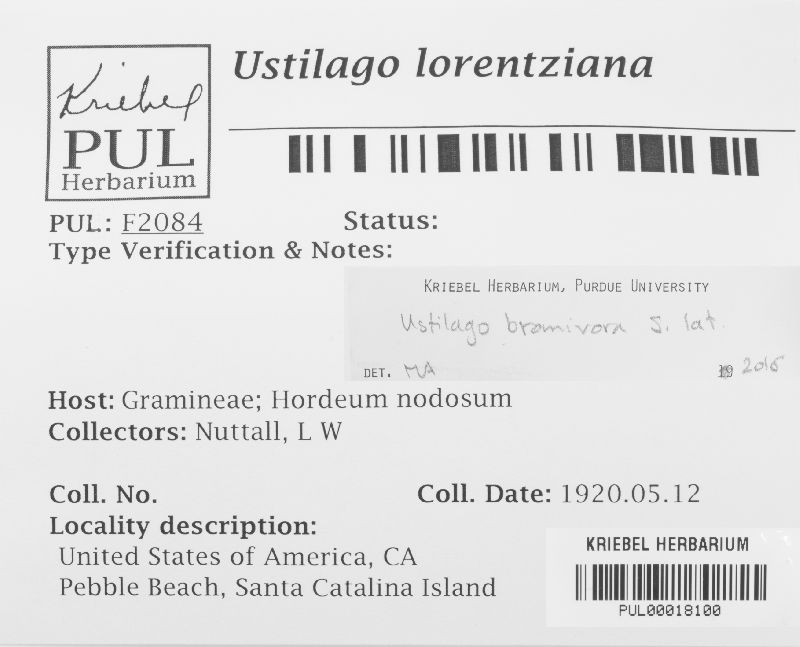 Kriebel
PUL
Herbarium
Ustilago lorentziana
PUL: F2084
Status:
Type Verification & Notes:
KRIEBEL HERBARIUM, PURDUE UNIVERSITY
Ustilago bromivora S. lat.
DET. MA
19 2016
Host: Gramineae; Hordeum nodosum
Collectors: Nuttall, L W
Coll. No.
Coll. Date: 1920.05.12
Locality description:
United States of America, CA
Pebble Beach, Santa Catalina Island
KRIEBEL HERBARIUM
PUL00018100